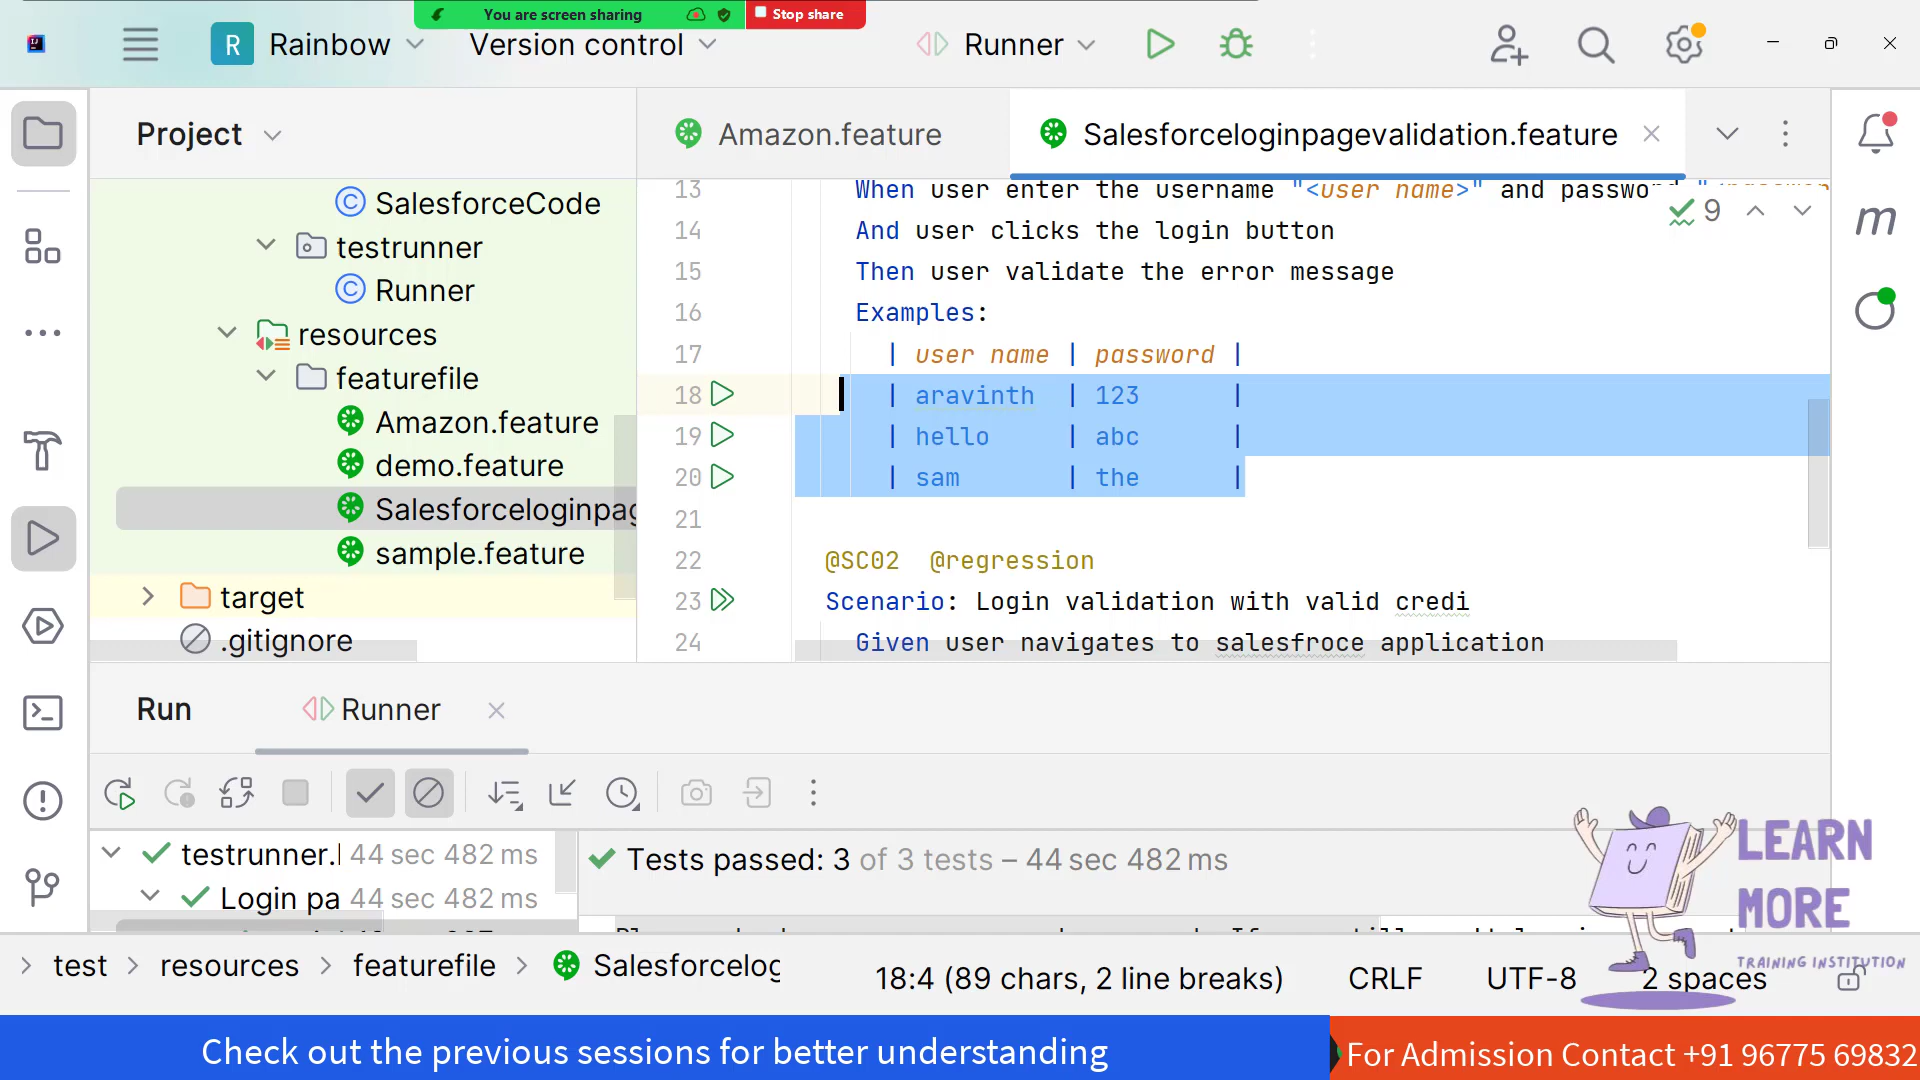 You are screen sharing
Stop share
R Rainbow
Version control
Runner
Project
Amazon.feature
Salesforceloginpagevalidation.feature
SalesforceCode
testrunner
Runner
resources
featurefile
Amazon.feature
demo.feature
Salesforceloginpag
sample.feature
target
.gitignore
13 When user enter the username "<user name>" and password
14 And user clicks the login button
15 Then user validate the error message
16 Examples:
17 | user name | password |
18 | aravinth | 123 |
19 | hello | abc |
20 | sam | the |
21
22 @SC02 @regression
23 Scenario: Login validation with valid credi
24 Given user navigates to salesfroce application
9
m
Run
Runner
testrunner. 44 sec 482 ms
Login pa 44 sec 482 ms
Tests passed: 3 of 3 tests – 44 sec 482 ms
LEARN
MORE
TRAINING INSTITUTION
> test > resources > featurefile > Salesforcelog
18:4 (89 chars, 2 line breaks)
CRLF
UTF-8
2 spaces
Check out the previous sessions for better understanding
For Admission Contact +91 96775 69832